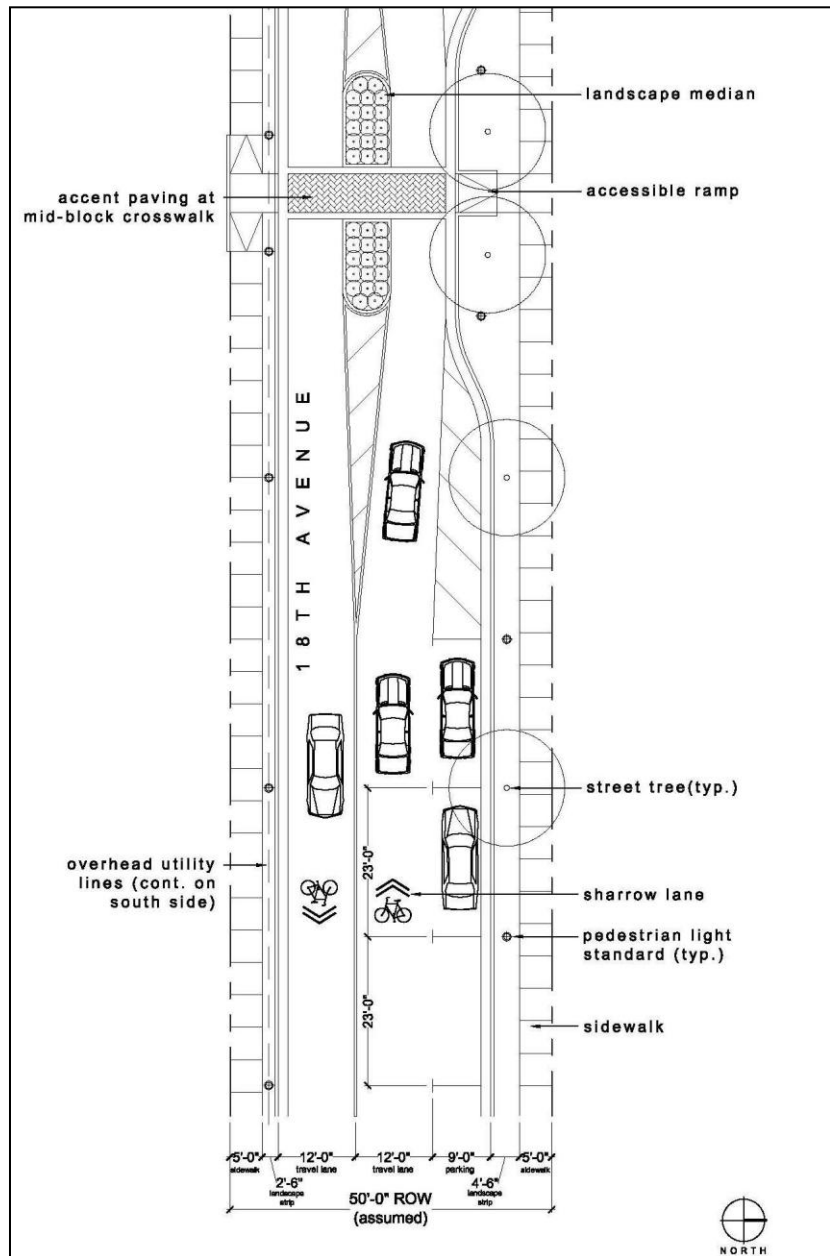 landscape median
accent paving at
mid-block crosswalk
accessible ramp
18TH AVENUE
street tree(typ.)
overhead utility
lines (cont. on
south side)
23'-0"
sharrow lane
pedestrian light
standard (typ.)
23'-0"
sidewalk
5'-0"
sidewalk
2'-6"
landscape
strip
12'-0"
travel lane
12'-0"
travel lane
9'-0"
parking
4'-6"
landscape
strip
5'-0"
sidewalk
50'-0" ROW
(assumed)
NORTH